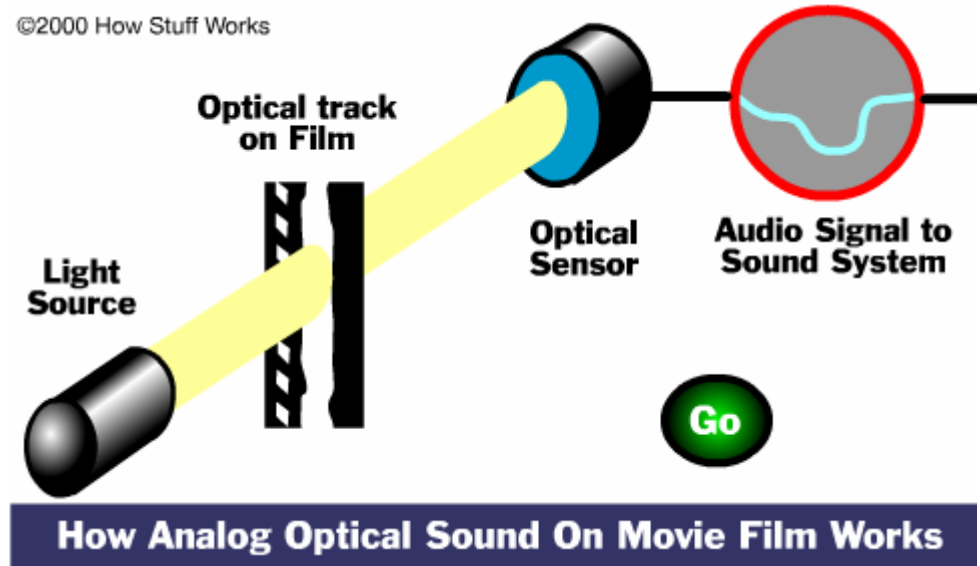 ©2000 How Stuff Works
Optical track
on Film
Light
Source
Optical
Sensor
Audio Signal to
Sound System
Go
How Analog Optical Sound On Movie Film Works